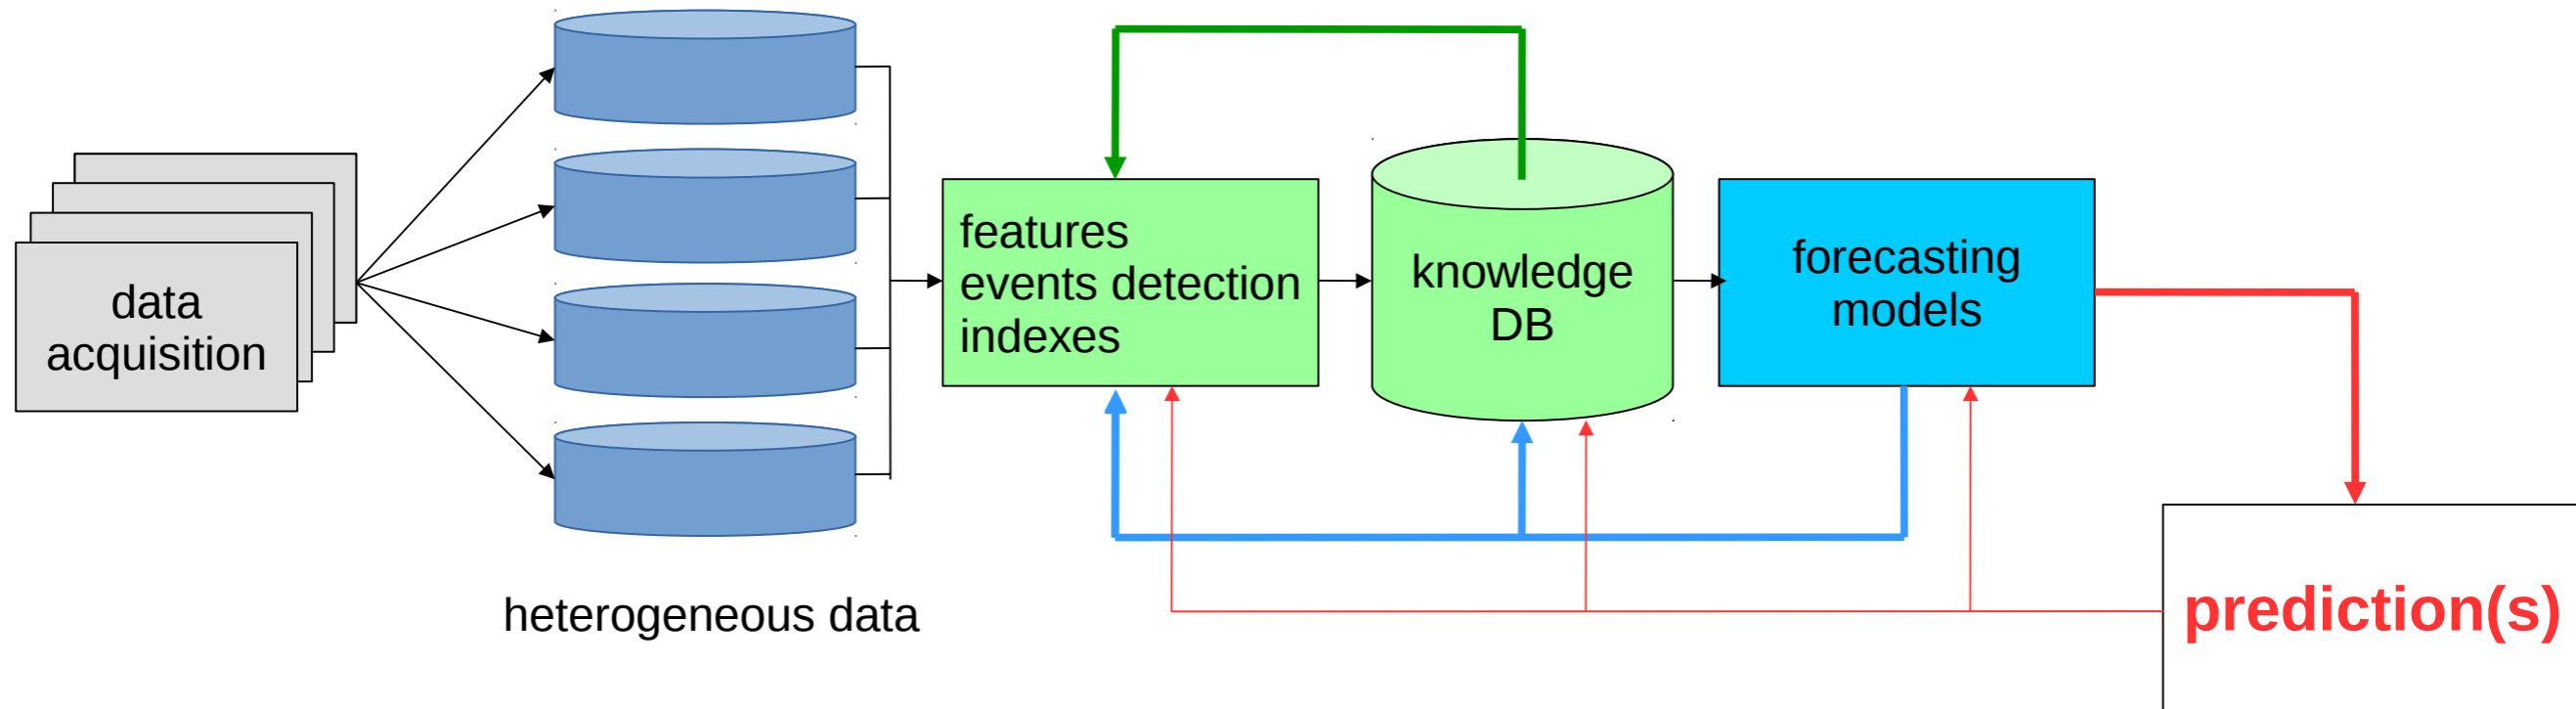 data
acquisition
heterogeneous data
features
events detection
indexes
knowledge
DB
forecasting
models
prediction(s)